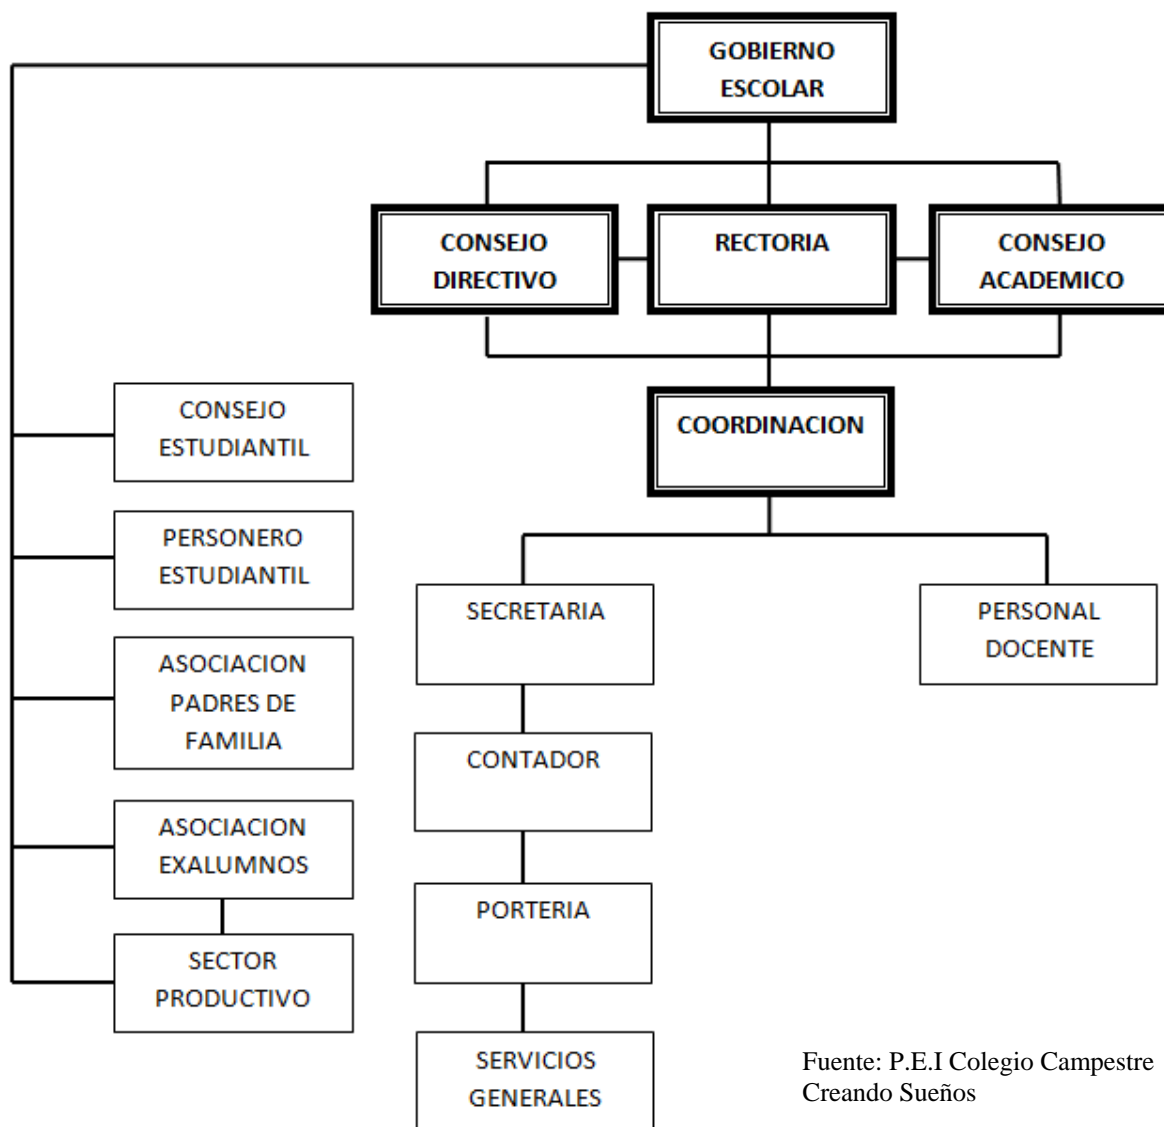 GOBIERNO
ESCOLAR
CONSEJO
DIRECTIVO
RECTORIA
CONSEJO
ACADEMICO
COORDINACION
CONSEJO
ESTUDIANTIL
PERSONERO
ESTUDIANTIL
ASOCIACION
PADRES DE
FAMILIA
ASOCIACION
EXALUMNOS
SECTOR
PRODUCTIVO
SECRETARIA
CONTADOR
PORTERIA
SERVICIOS
GENERALES
PERSONAL
DOCENTE
Fuente: P.E.I Colegio Campestre
Creando Sueños